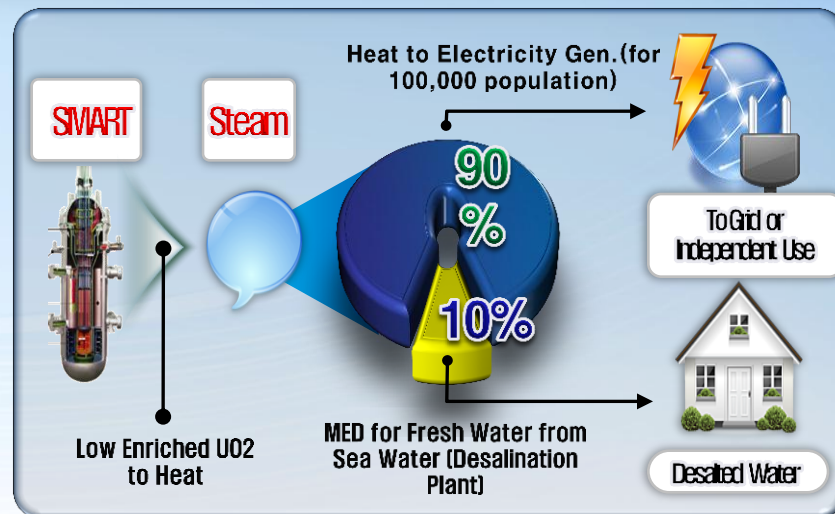 Heat to Electricity Gen.(for
100,000 population)
SMART
Steam
90
%
10%
To Grid or
Independent Use
Low Enriched UO2
to Heat
MED for Fresh Water from
Sea Water (Desalination
Plant)
Desalted Water